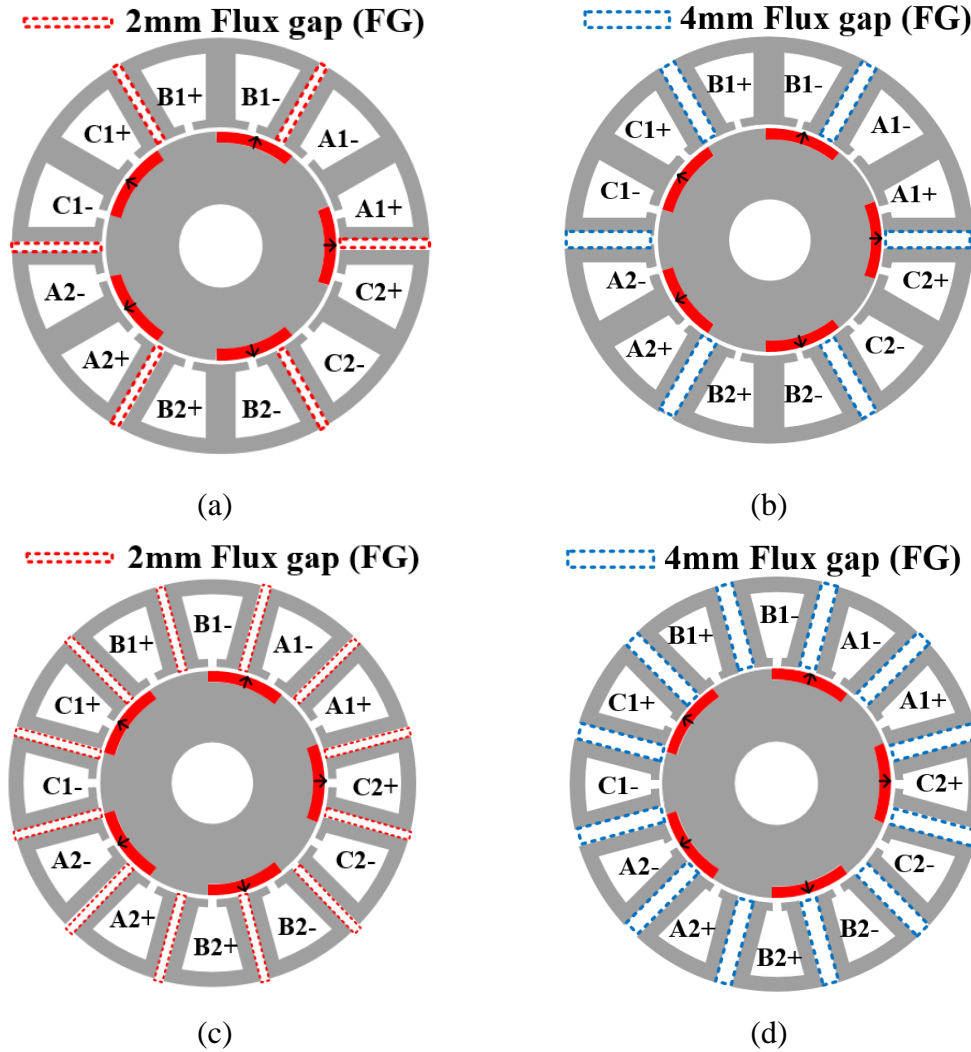 2mm Flux gap (FG)
4mm Flux gap (FG)
B1+ B1-
C1+ A1-
C1- A1+
A2- C2+
A2+ C2-
B2+ B2-
B1+ B1-
C1+ A1-
C1- A1+
A2- C2+
A2+ C2-
B2+ B2-
(a)
(b)
2mm Flux gap (FG)
4mm Flux gap (FG)
B1-
B1+ A1-
C1+ A1+
C1- C2+
A2- C2-
A2+ B2-
B2+
B1-
B1+ A1-
C1+ A1+
C1- C2+
A2- C2-
A2+ B2-
B2+
(c)
(d)